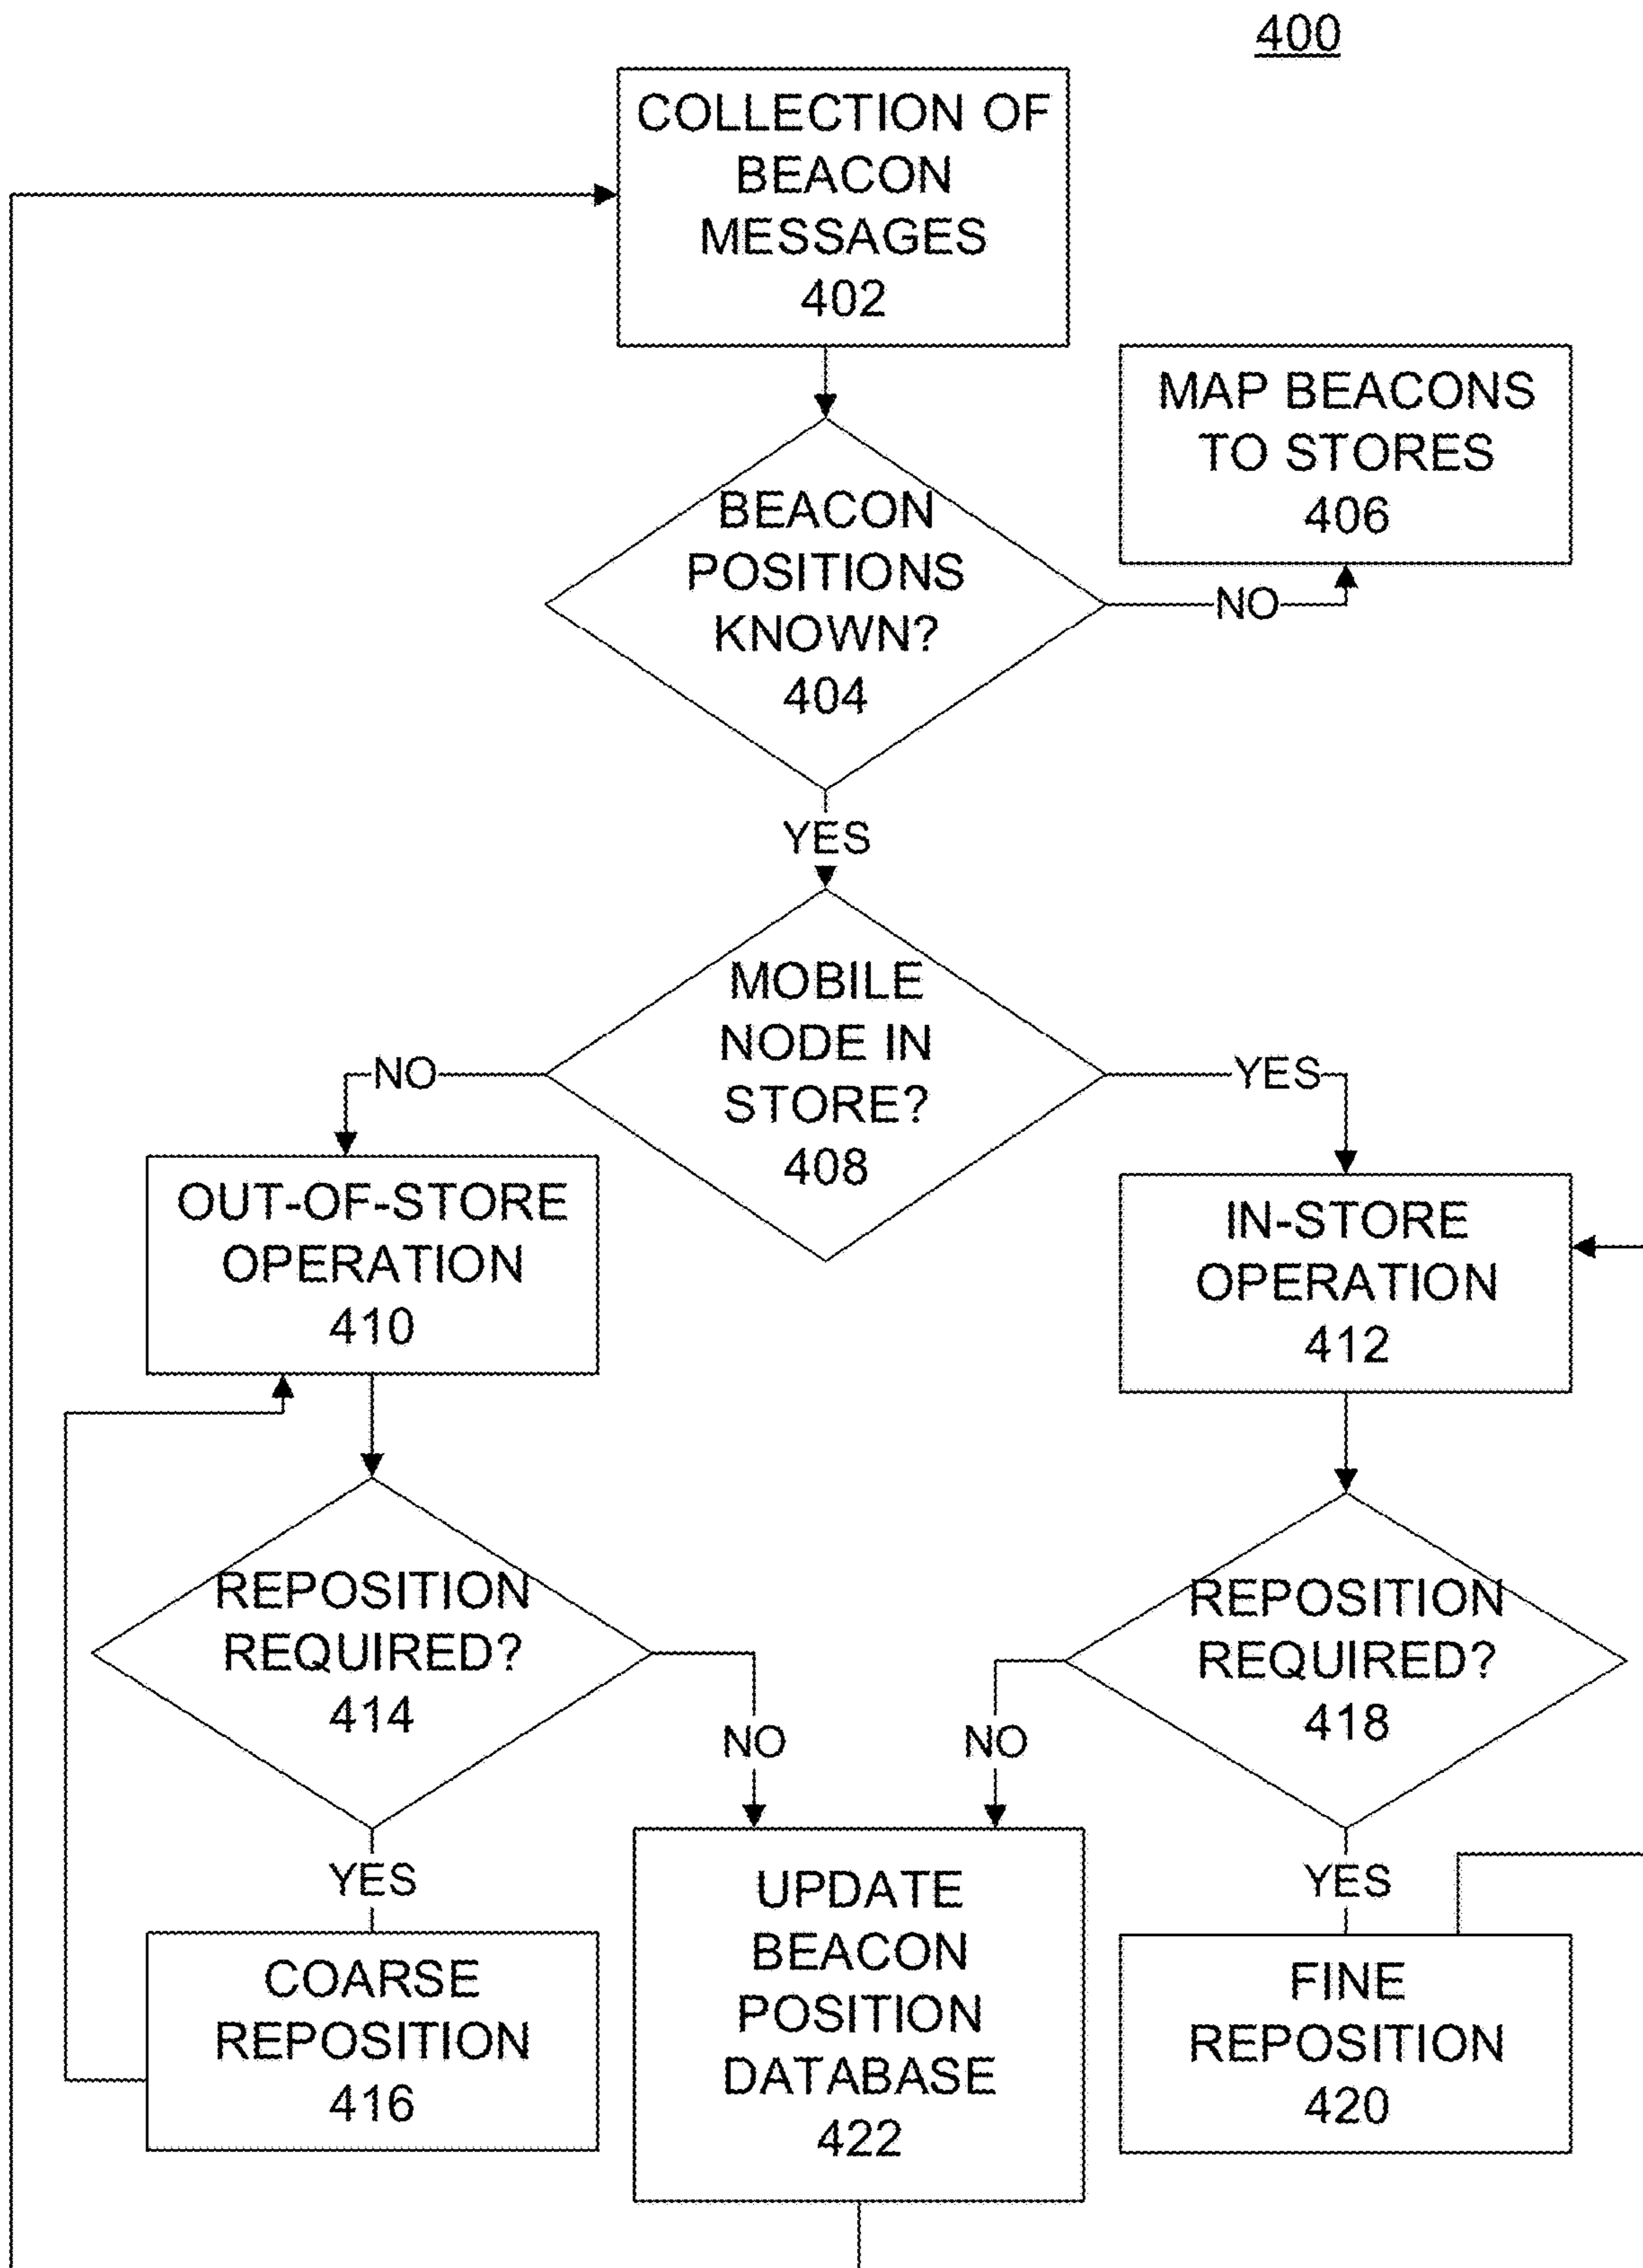 400
COLLECTION OF
BEACON
MESSAGES
402
MAP BEACONS
TO STORES
406
BEACON
POSITIONS
KNOWN?
404
NO
YES
MOBILE
NODE IN
STORE?
408
NO
YES
OUT-OF-STORE
OPERATION
410
IN-STORE
OPERATION
412
REPOSITION
REQUIRED?
414
REPOSITION
REQUIRED?
418
NO
NO
YES
YES
COARSE
REPOSITION
416
UPDATE
BEACON
POSITION
DATABASE
422
FINE
REPOSITION
420